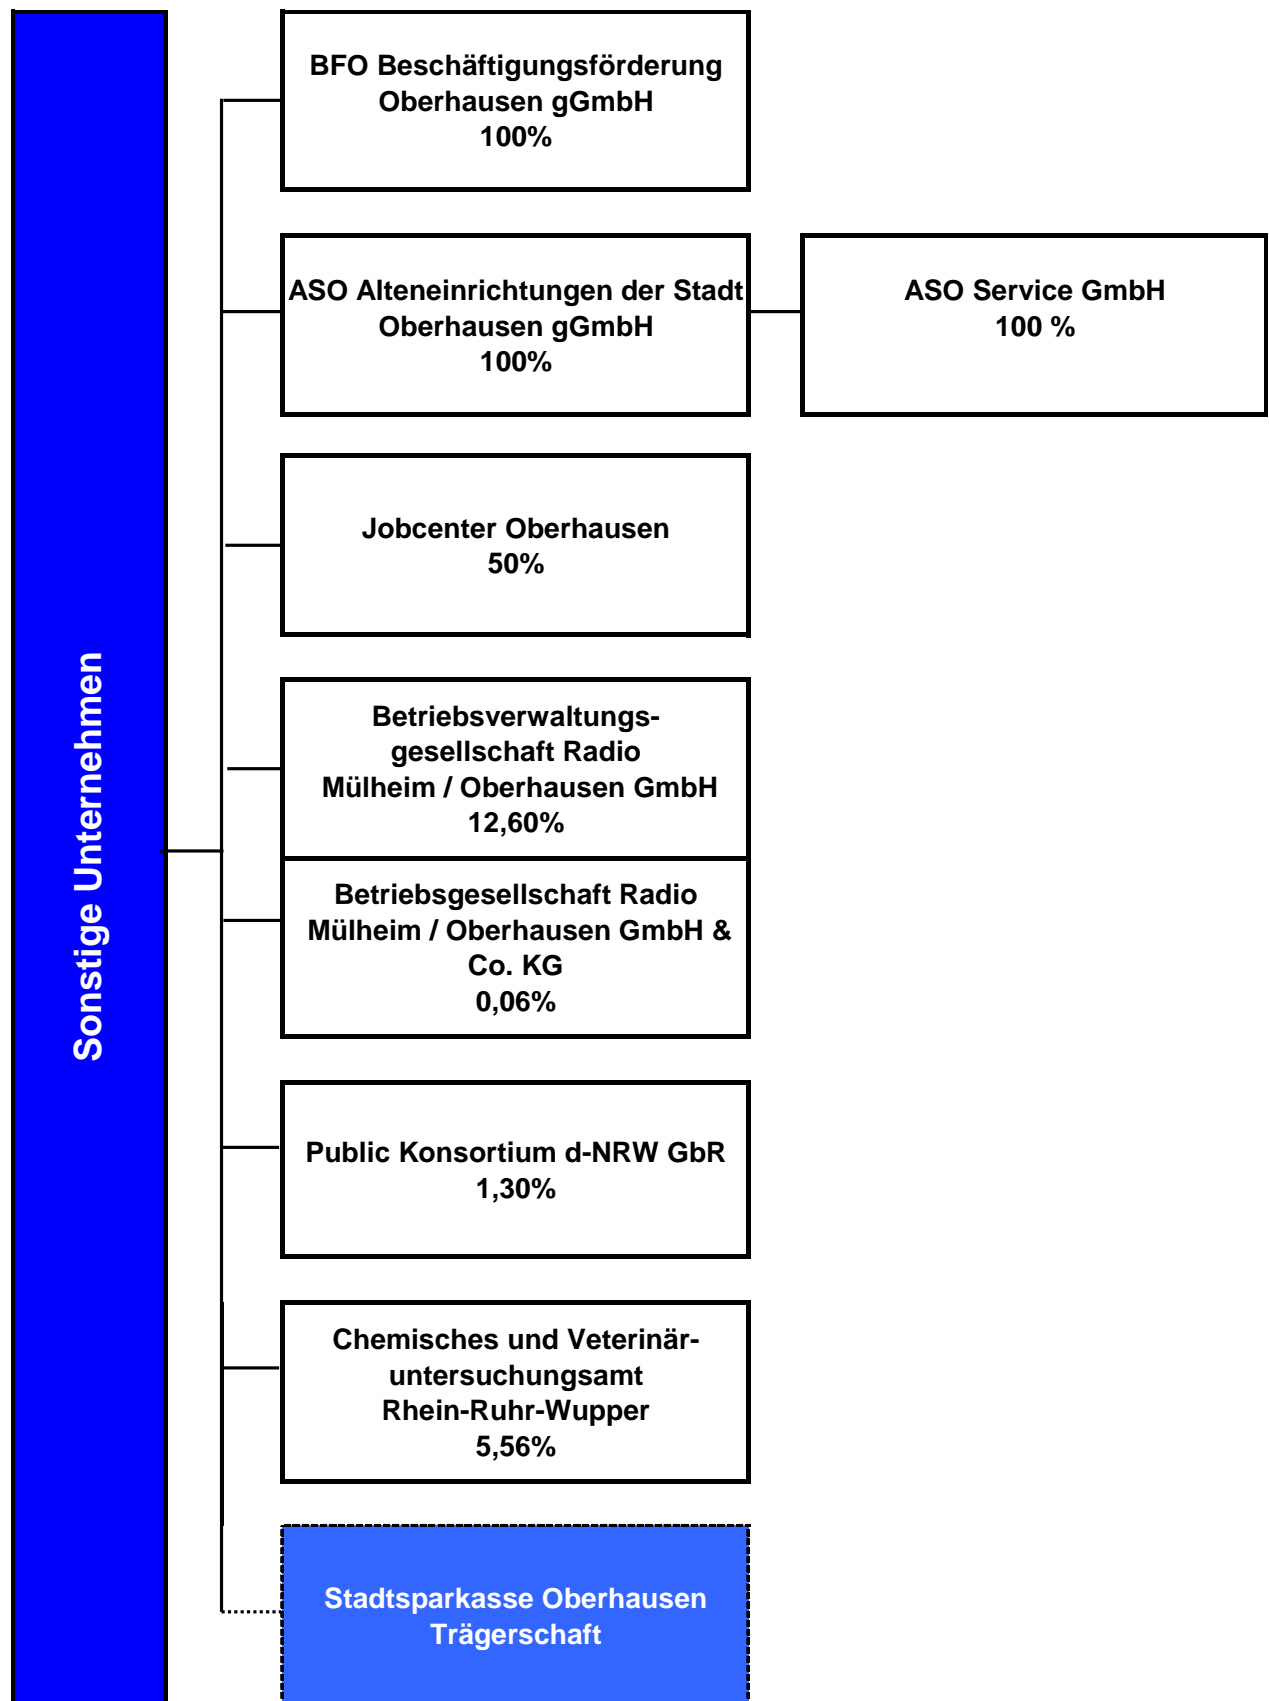 Sonstige Unternehmen
BFO Beschäftigungsförderung
Oberhausen gGmbH
100%
ASO Alteneinrichtungen der Stadt
Oberhausen gGmbH
100%
ASO Service GmbH
100 %
Jobcenter Oberhausen
50%
Betriebsverwaltungs-
gesellschaft Radio
Mülheim / Oberhausen GmbH
12,60%
Betriebsgesellschaft Radio
Mülheim / Oberhausen GmbH &
Co. KG
0,06%
Public Konsortium d-NRW GbR
1,30%
Chemisches und Veterinär-
untersuchungsamt
Rhein-Ruhr-Wupper
5,56%
Stadtsparkasse Oberhausen
Trägerschaft